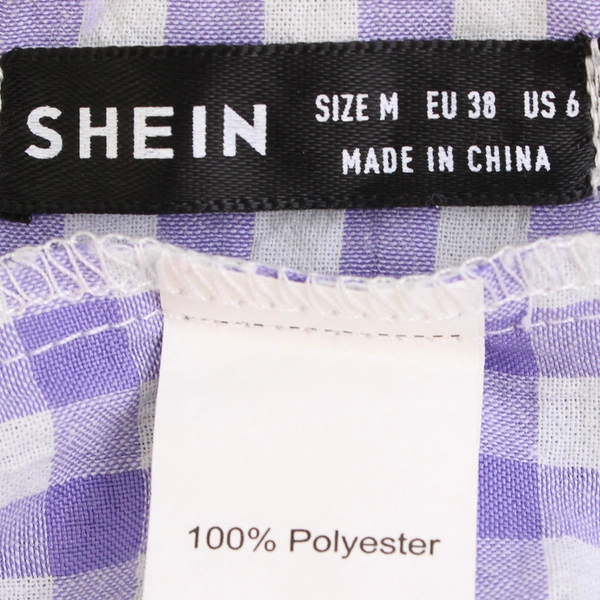 SHEIN
SIZE M EU 38 US 6
MADE IN CHINA
100% Polyester